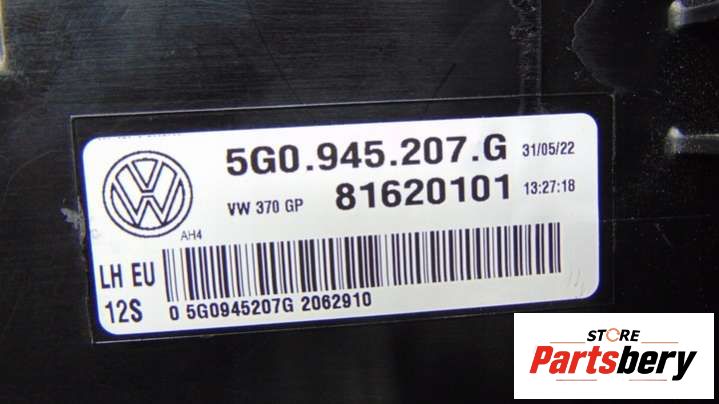 5G0.945.207.G 31/05/22
VW 370 GP 81620101 13:27:18
AH4
LH EU
12S 0 5G0945207G 2062910
STORE
Partsbery